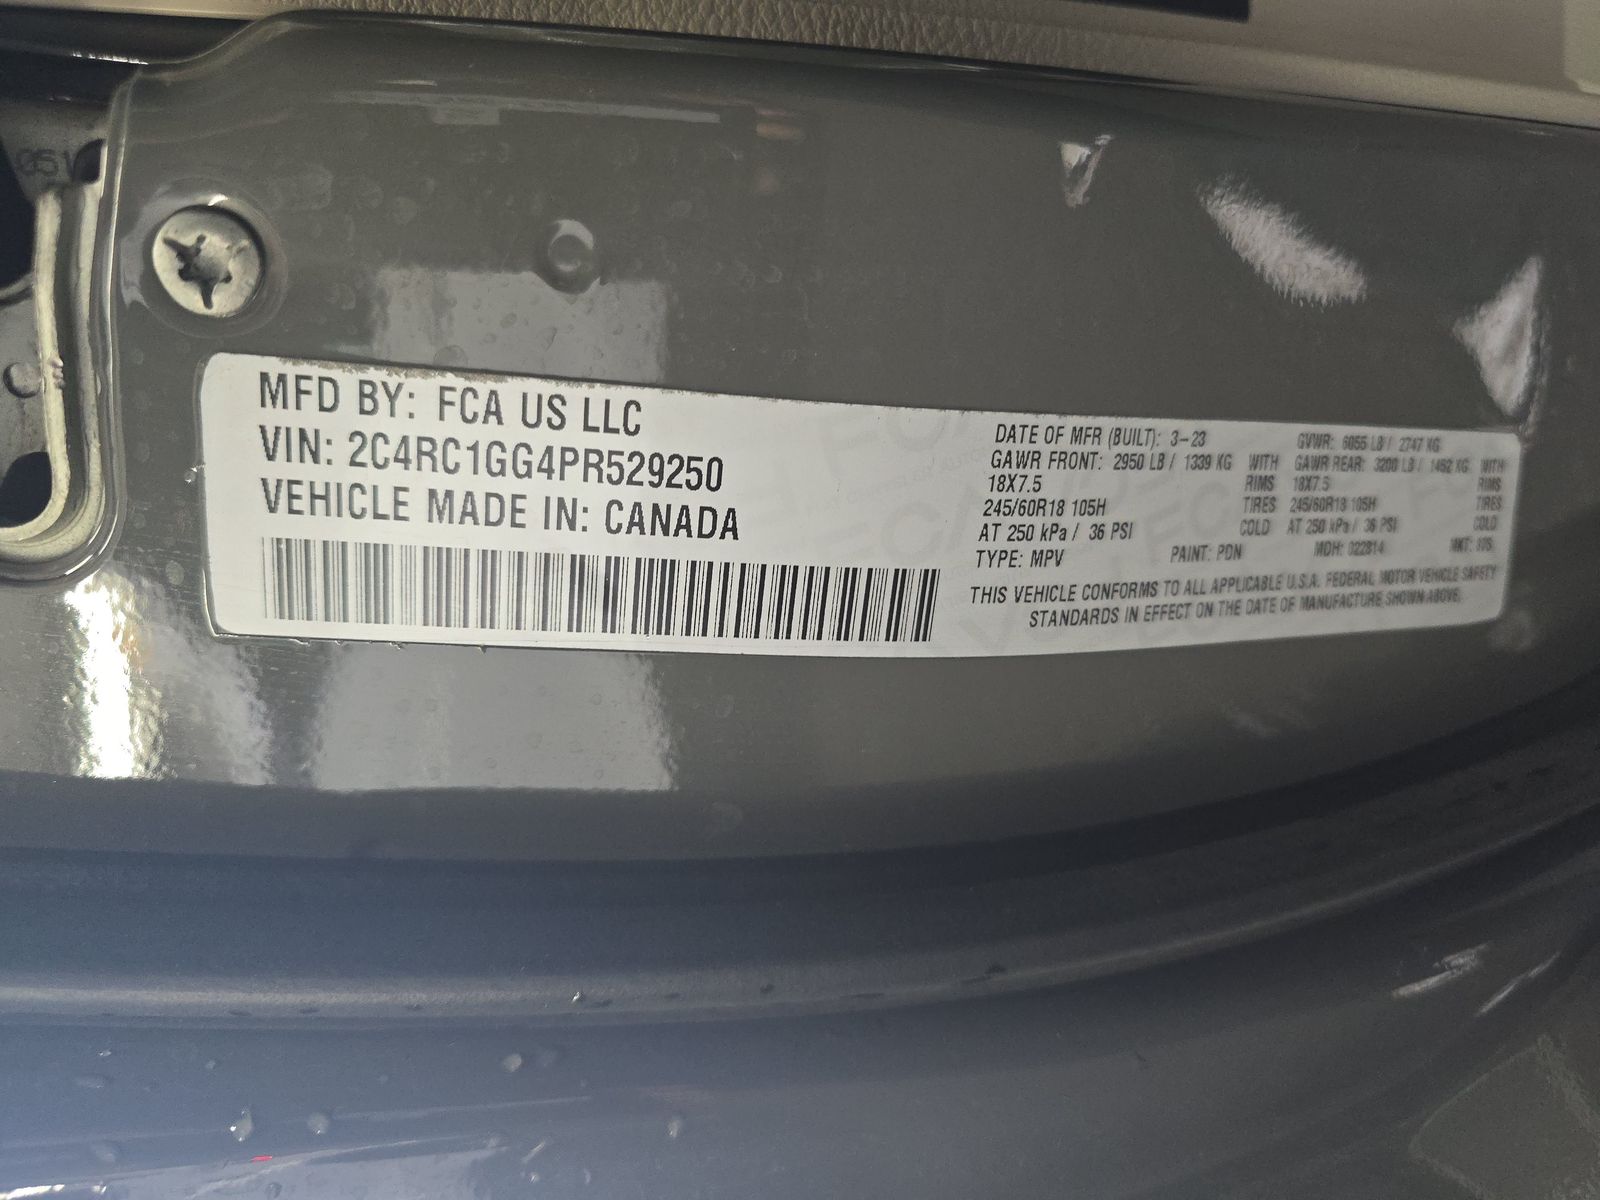 MFD BY: FCA US LLC
VIN: 2C4RC1GG4PR529250
VEHICLE MADE IN: CANADA
DATE OF MFR (BUILT): 3-23 GVWR: 6055 LB / 2747 KG
GAWR FRONT: 2950 LB / 1339 KG WITH GAWR REAR: 3200 LB / 1452 KG WITH
18X7.5 RIMS 18X7.5 RIMS
245/60R18 105H TIRES 245/60R18 105H TIRES
AT 250 kPa / 36 PSI COLD AT 250 kPa / 36 PSI COLD
TYPE: MPV PAINT: PDN MDH: 022814 MKT:
THIS VEHICLE CONFORMS TO ALL APPLICABLE U.S.A. FEDERAL MOTOR VEHICLE SAFETY
STANDARDS IN EFFECT ON THE DATE OF MANUFACTURE SHOWN ABOVE.